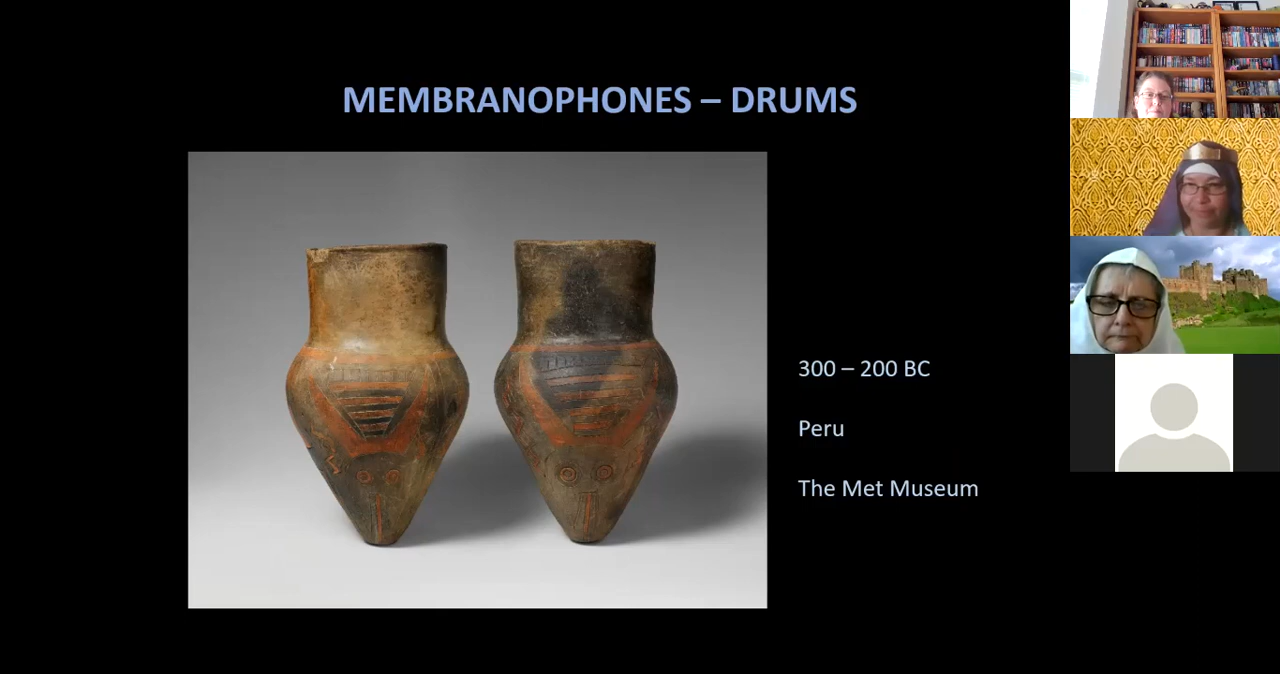 MEMBRANOPHONES – DRUMS
300 – 200 BC
Peru
The Met Museum